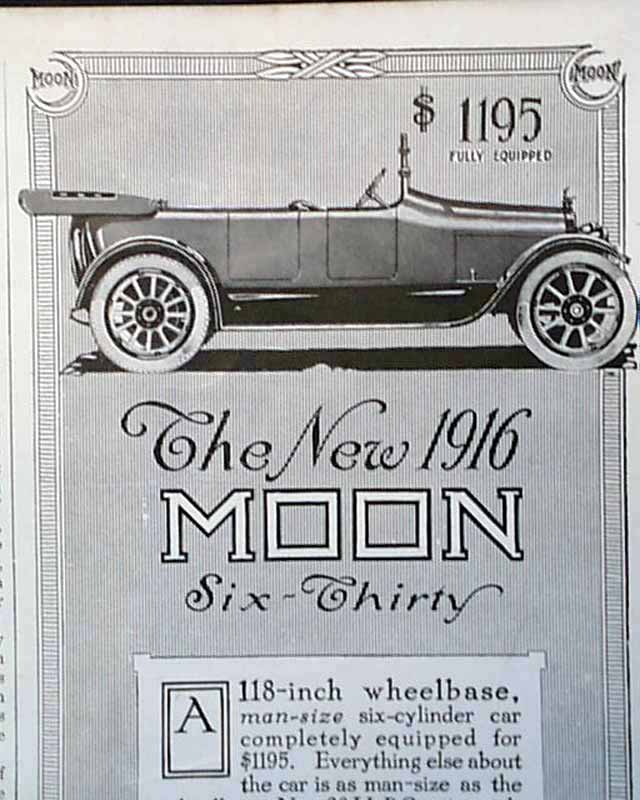 MOON
MOON
$ 1195
FULLY EQUIPPED
The New 1916
MOON
Six-Thirty
A 118-inch wheelbase,
man-size six-cylinder car
completely equipped for
$1195. Everything else about
the car is as man-size as the